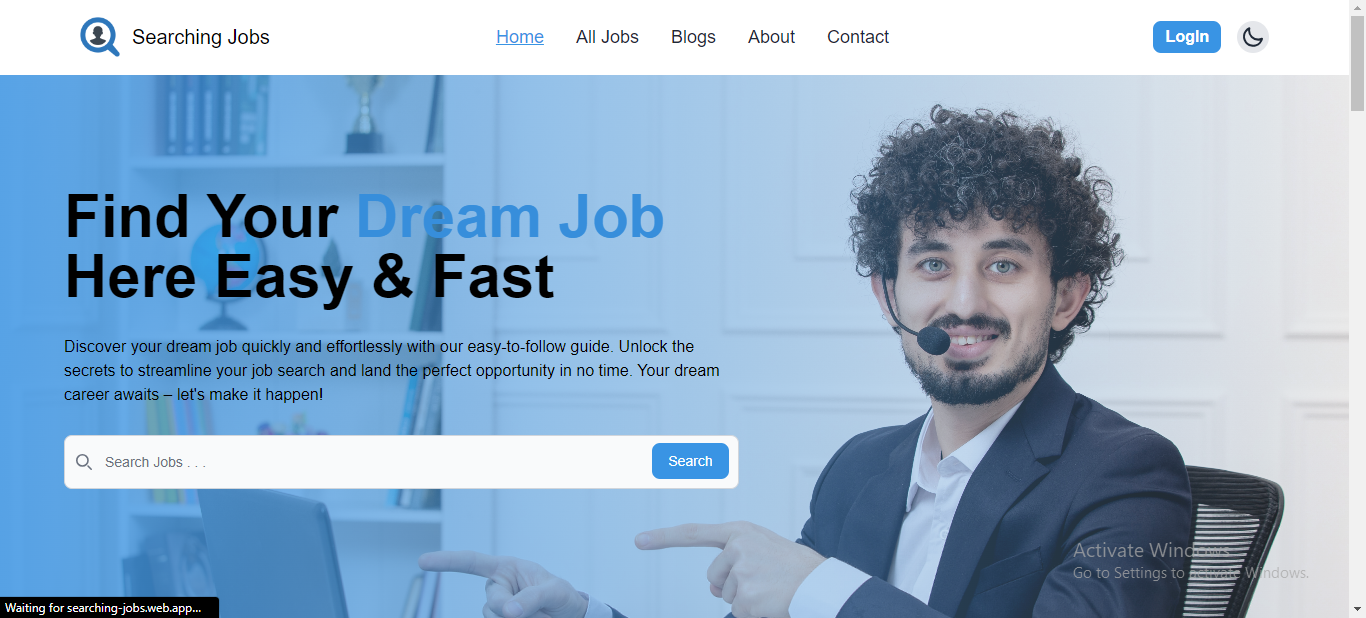 Searching Jobs
Home
All Jobs
Blogs
About
Contact
LogIn
Find Your Dream Job
Here Easy & Fast
Discover your dream job quickly and effortlessly with our easy-to-follow guide. Unlock the
secrets to streamline your job search and land the perfect opportunity in no time. Your dream
career awaits – let's make it happen!
Search Jobs . . .
Search
Activate Windows
Go to Settings to activate Windows.
Waiting for searching-jobs.web.app...